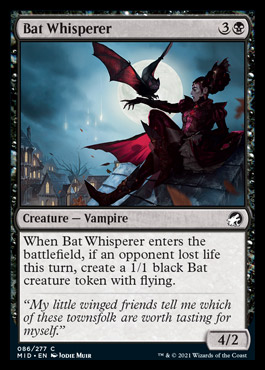 Bat Whisperer 3
Creature — Vampire
When Bat Whisperer enters the
battlefield, if an opponent lost life
this turn, create a 1/1 black Bat
creature token with flying.
"My little winged friends tell me which
of these townsfolk are worth tasting for
myself."
4/2
086/277 C
MID • EN Jodie Muir
™ & © 2021 Wizards of the Coast